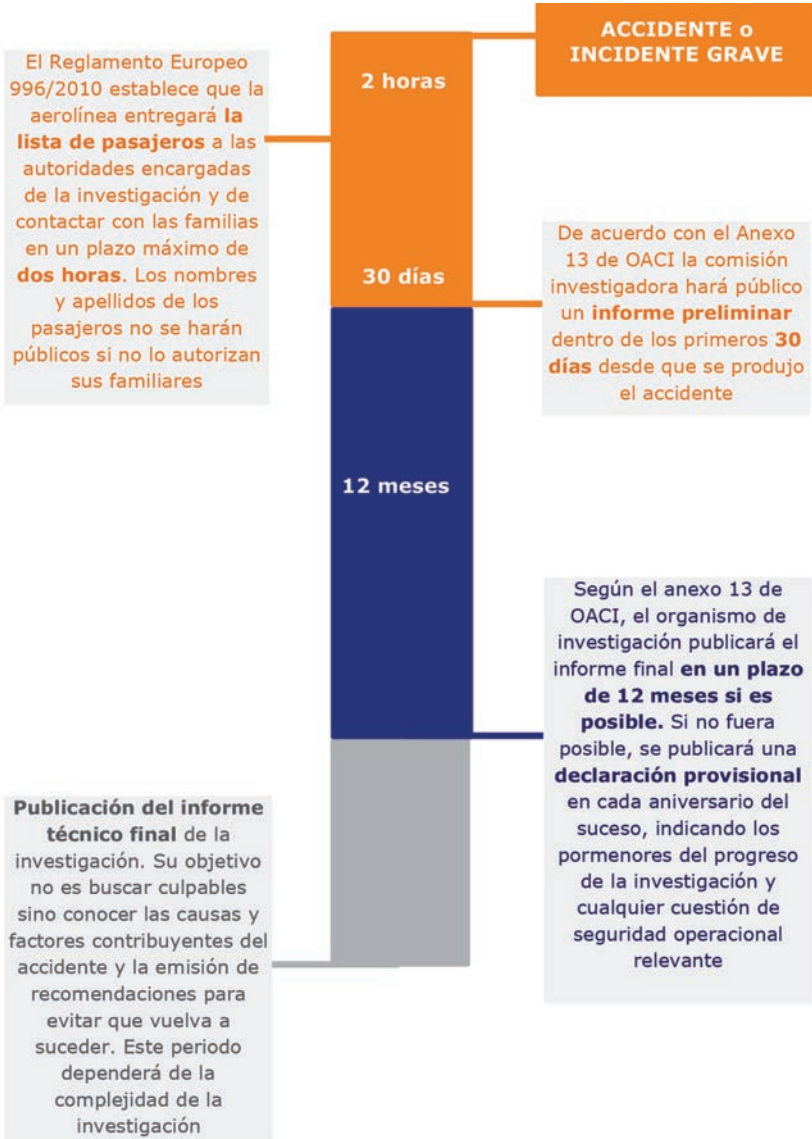 ACCIDENTE o
INCIDENTE GRAVE
2 horas
El Reglamento Europeo
996/2010 establece que la
aerolínea entregará la
lista de pasajeros a las
autoridades encargadas
de la investigación y de
contactar con las familias
en un plazo máximo de
dos horas. Los nombres
y apellidos de los
pasajeros no se harán
públicos si no lo autorizan
sus familiares
30 días
De acuerdo con el Anexo
13 de OACI la comisión
investigadora hará público
un informe preliminar
dentro de los primeros 30
días desde que se produjo
el accidente
12 meses
Según el anexo 13 de
OACI, el organismo de
investigación publicará el
informe final en un plazo
de 12 meses si es
posible. Si no fuera
posible, se publicará una
declaración provisional
en cada aniversario del
suceso, indicando los
pormenores del progreso
de la investigación y
cualquier cuestión de
seguridad operacional
relevante
Publicación del informe
técnico final de la
investigación. Su objetivo
no es buscar culpables
sino conocer las causas y
factores contribuyentes del
accidente y la emisión de
recomendaciones para
evitar que vuelva a
suceder. Este periodo
dependerá de la
complejidad de la
investigación